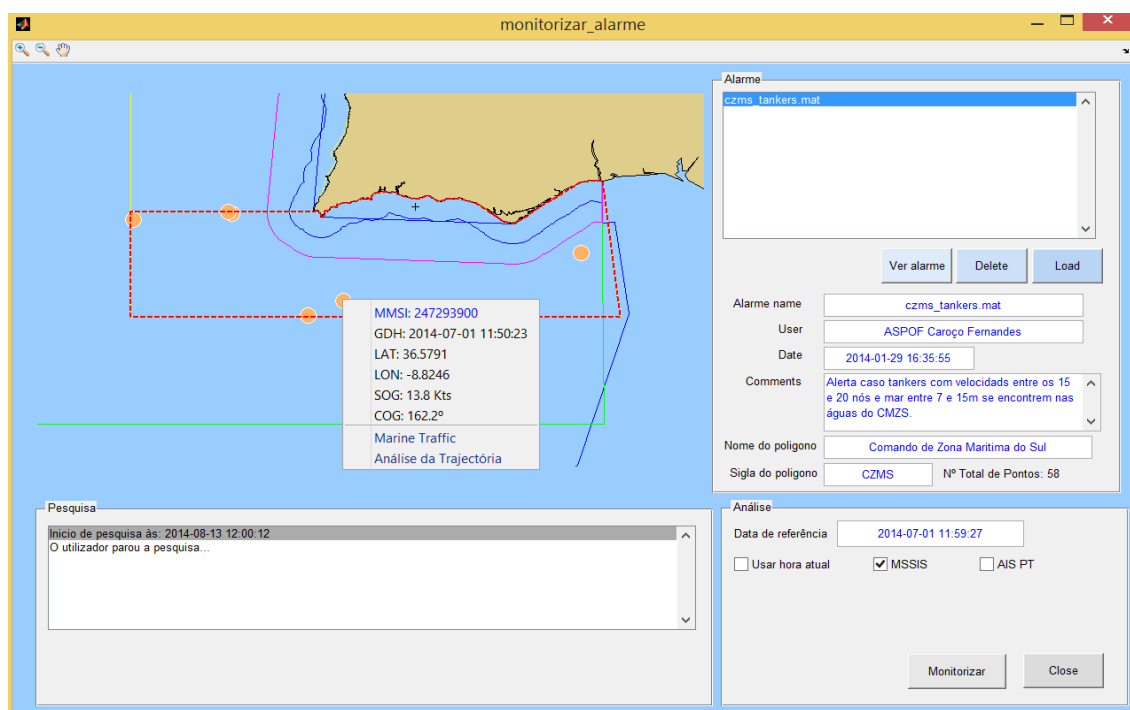 monitorizar_alarme
MMSI: 247293900
GDH: 2014-07-01 11:50:23
LAT: 36.5791
LON: -8.8246
SOG: 13.8 Kts
COG: 162.2º
Marine Traffic
Análise da Trajectória
Alarme
czms_tankers.mat
Ver alarme Delete Load
Alarme name czms_tankers.mat
User ASPOF Caroço Fernandes
Date 2014-01-29 16:35:55
Comments Alerta caso tankers com velocidads entre os 15
e 20 nós e mar entre 7 e 15m se encontrem nas
águas do CMZS.
Nome do poligono Comando de Zona Maritima do Sul
Sigla do poligono CZMS Nº Total de Pontos: 58
Pesquisa
Inicio de pesquisa às: 2014-08-13 12:00:12
O utilizador parou a pesquisa...
Análise
Data de referência 2014-07-01 11:59:27
Usar hora atual MSSIS AIS PT
Monitorizar Close